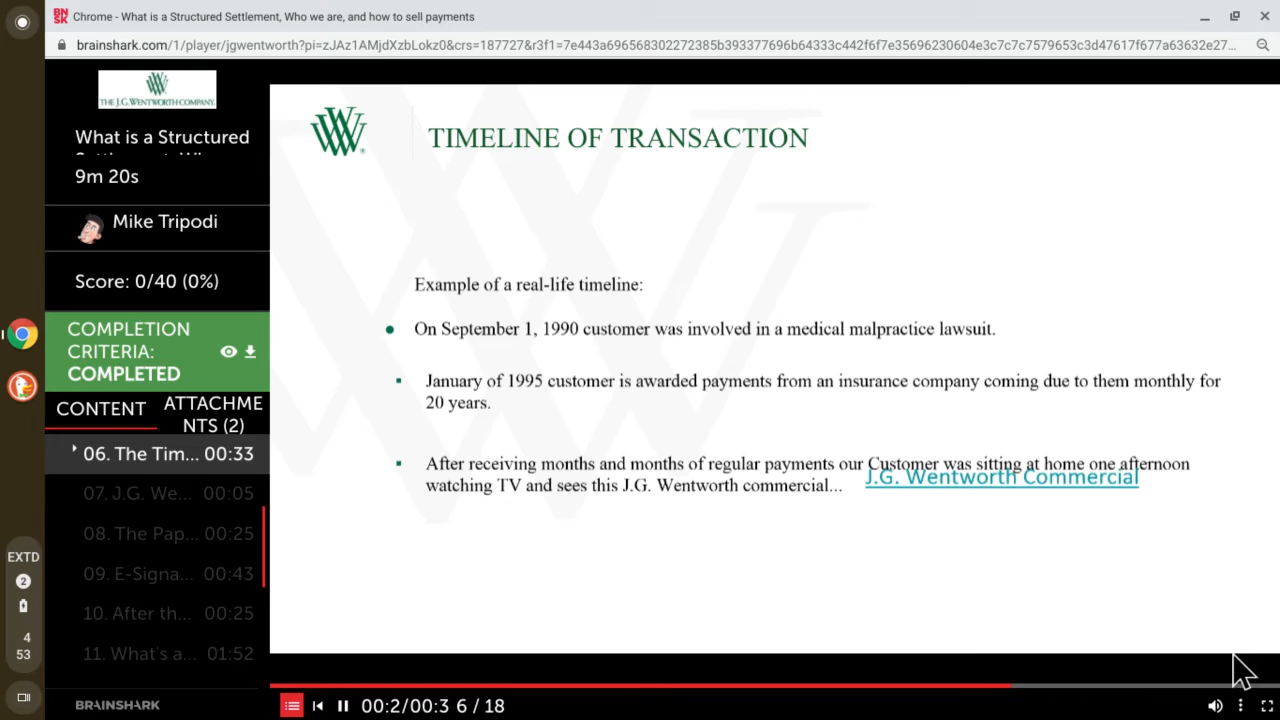 BN
SK
Chrome - What is a Structured Settlement, Who we are, and how to sell payments
brainshark.com/1/player/jgwentworth?pi=zJAz1AMjdXzbLokz0&crs=187727&r3f1=7e443a696568302272385b393377696b64333c442f6f7e35696230604e3c7c7c7579653c3d47617f677a63632e27...
THE J.G. WENTWORTH COMPANY.
What is a Structured
9m 20s
Mike Tripodi
Score: 0/40 (0%)
COMPLETION
CRITERIA:
COMPLETED
CONTENT
ATTACHME
NTS (2)
06. The Tim... 00:33
07. J.G. We... 00:05
08. The Pap... 00:25
09. E-Signa... 00:43
10. After th... 00:25
11. What's a... 01:52
BRAINSHARK
EXTD
2
4
53
TIMELINE OF TRANSACTION
Example of a real-life timeline:
On September 1, 1990 customer was involved in a medical malpractice lawsuit.
January of 1995 customer is awarded payments from an insurance company coming due to them monthly for
20 years.
After receiving months and months of regular payments our Customer was sitting at home one afternoon
watching TV and sees this J.G. Wentworth commercial...
J.G. Wentworth Commercial
00:2/00:3 6 / 18